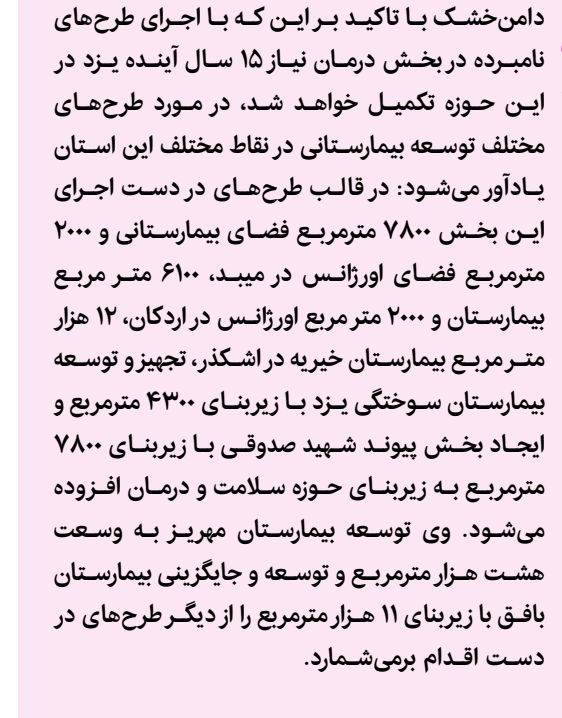 دامن‌خشک با تاکید بر این که با اجرای طرح‌های
نامبرده در بخش درمان نیاز ۱۵ سال آینده یزد در
این حوزه تکمیل خواهد شد، در مورد طرح‌های
مختلف توسعه بیمارستانی در نقاط مختلف این استان
یادآور می‌شود: در قالب طرح‌های در دست اجرای
این بخش ۷۸۰۰ مترمربع فضای بیمارستانی و ۲۰۰۰
مترمربع فضای اورژانس در میبد، ۶۱۰۰ متر مربع
بیمارستان و ۲۰۰۰ متر مربع اورژانس در اردکان، ۱۲ هزار
متر مربع بیمارستان خیریه در اشکذر، تجهیز و توسعه
بیمارستان سوختگی یزد با زیربنای ۴۳۰۰ مترمربع و
ایجاد بخش پیوند شهید صدوقی با زیربنای ۷۸۰۰
مترمربع به زیربنای حوزه سلامت و درمان افزوده
می‌شود. وی توسعه بیمارستان مهریز به وسعت
هشت هزار مترمربع و توسعه و جایگزینی بیمارستان
بافق با زیربنای ۱۱ هزار مترمربع را از دیگر طرح‌های در
دست اقدام برمی‌شمارد.